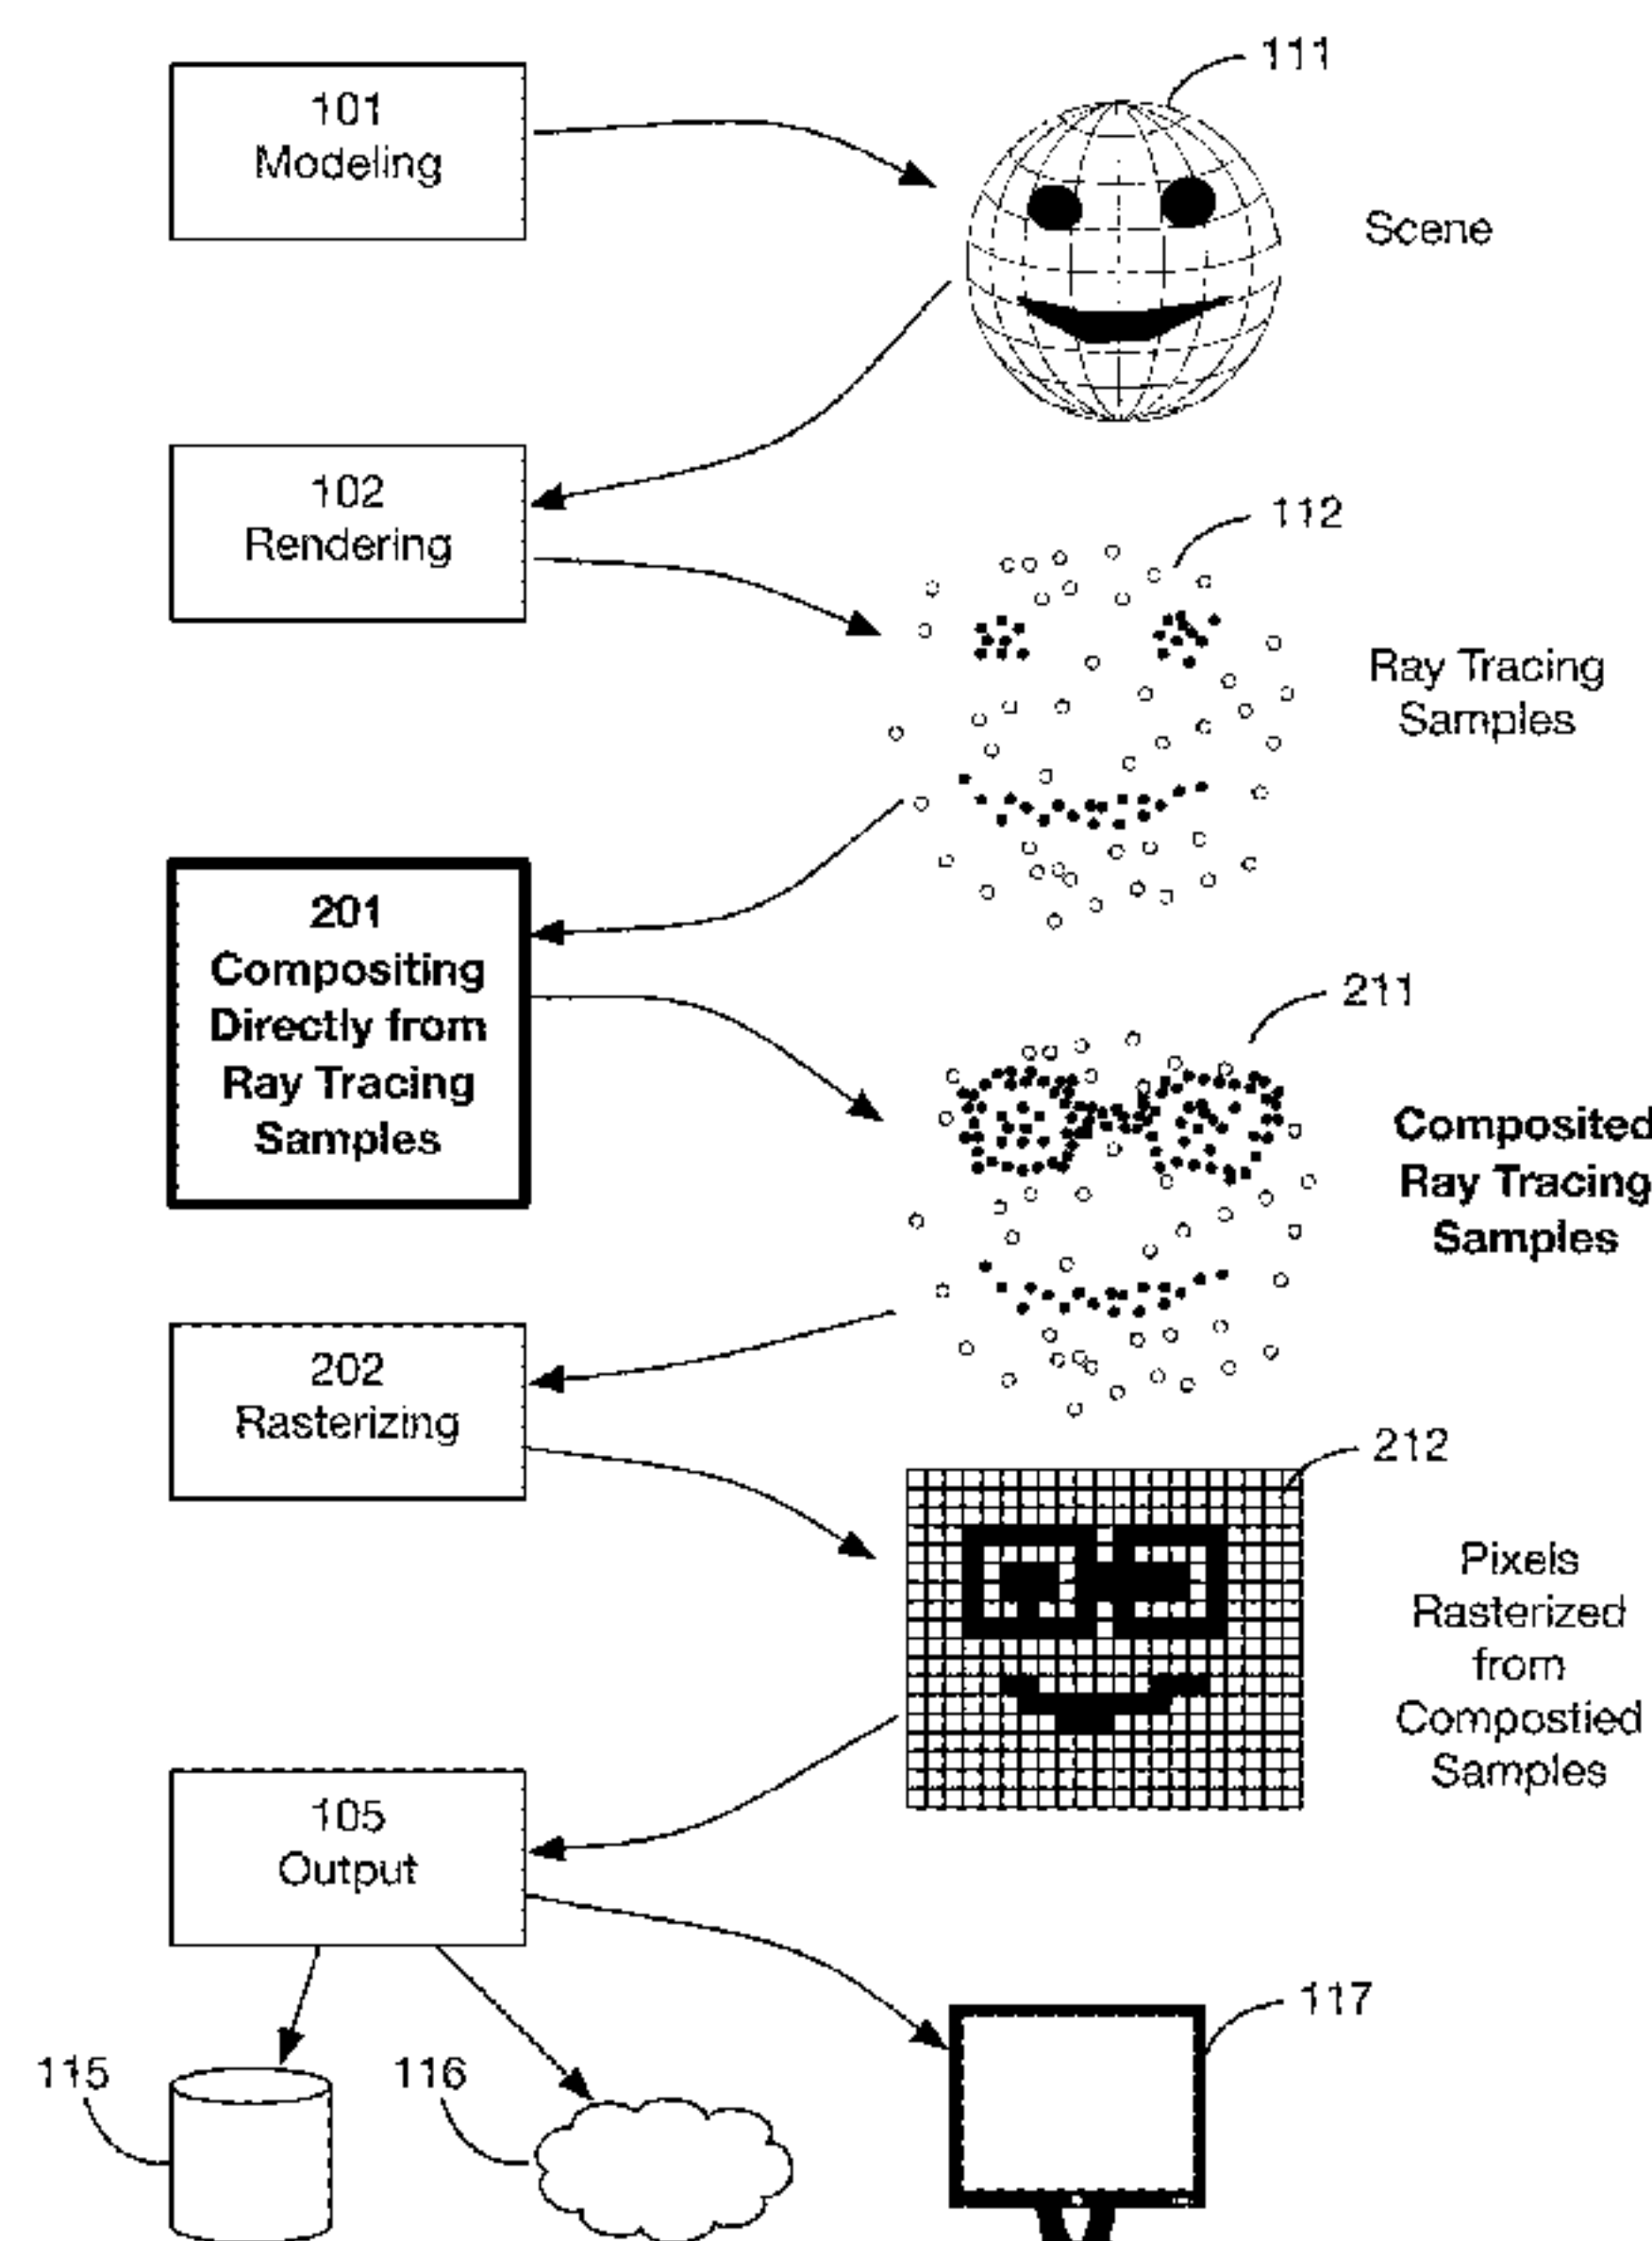 111
101
Modeling
Scene
102
Rendering
112
Ray Tracing
Samples
201
Compositing
Directly from
Ray Tracing
Samples
211
Composited
Ray Tracing
Samples
202
Rasterizing
212
Pixels
Rasterized
from
Compostied
Samples
105
Output
117
115
116